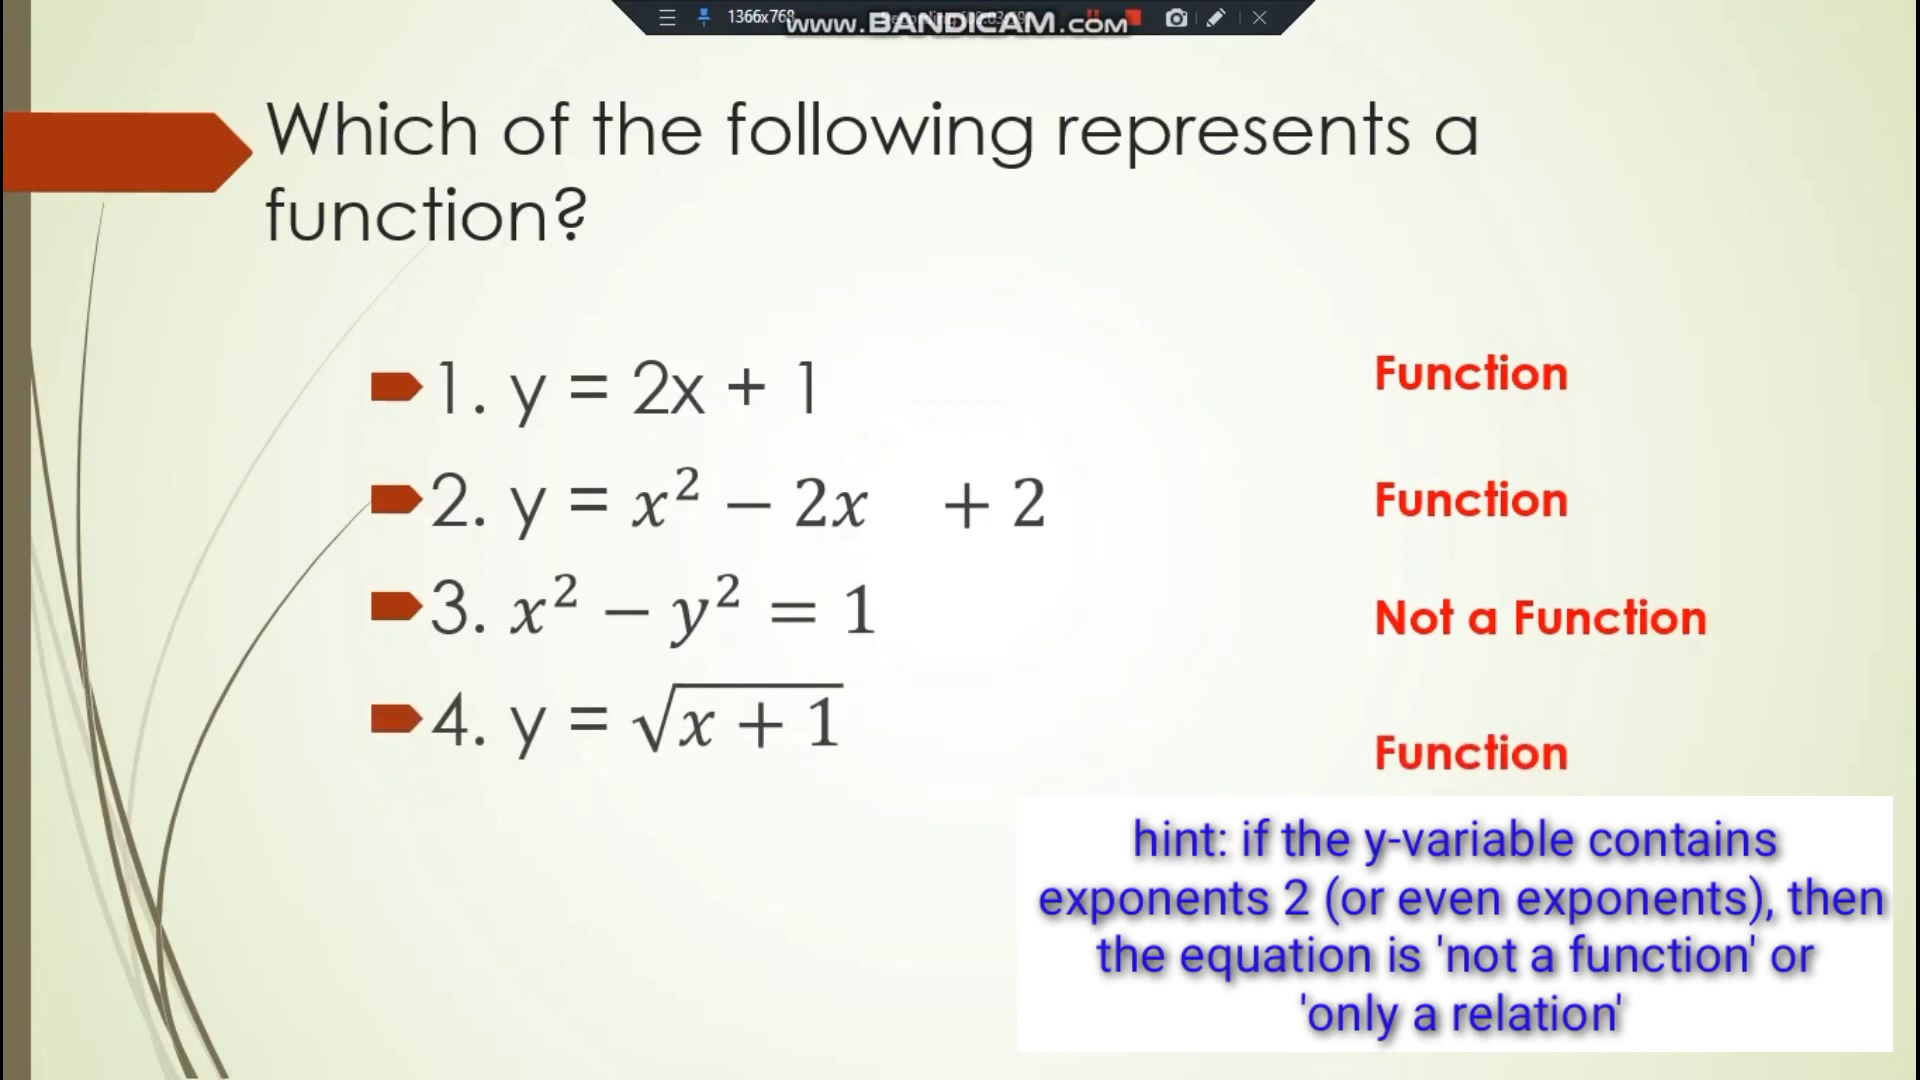 1366x768
www.BANDICAM.com
Which of the following represents a
function?
1. y = 2x + 1
Function
2. y = x² − 2x + 2
Function
3. x² − y² = 1
Not a Function
4. y = √(x + 1)
Function
hint: if the y-variable contains
exponents 2 (or even exponents), then
the equation is 'not a function' or
'only a relation'